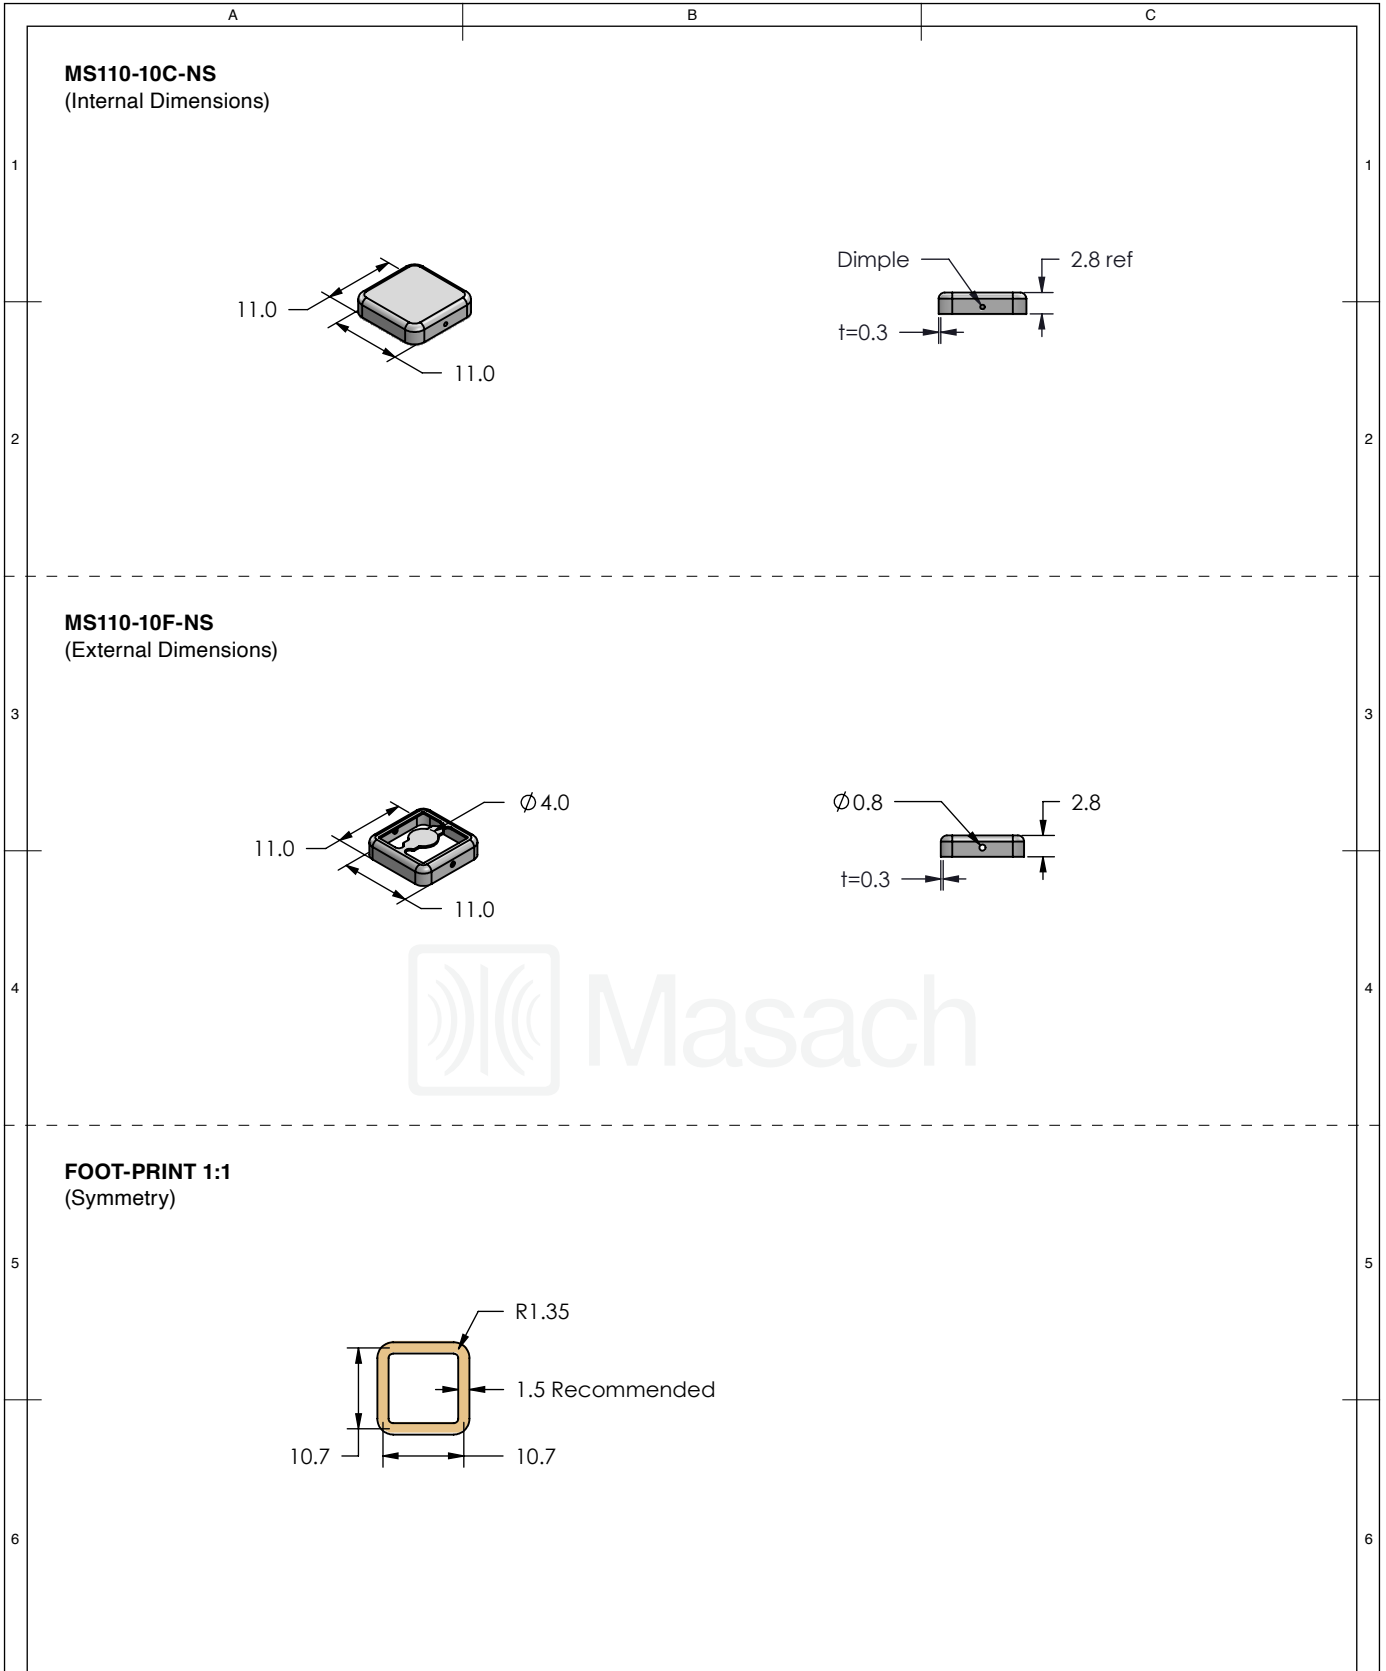 A B C
MS110-10C-NS
(Internal Dimensions)
1 1
Dimple 2.8 ref
11.0
t=0.3
11.0
2 2
MS110-10F-NS
(External Dimensions)
3 3
Ø4.0 Ø0.8 2.8
11.0
t=0.3
11.0
Masach
4 4
FOOT-PRINT 1:1
(Symmetry)
5 5
R1.35
1.5 Recommended
10.7 10.7
6 6